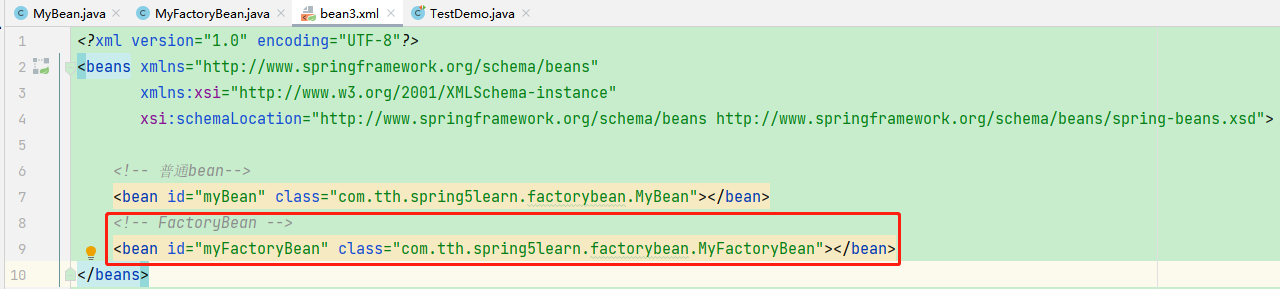 MyBean.java × MyFactoryBean.java × bean3.xml × TestDemo.java ×
1 <?xml version="1.0" encoding="UTF-8"?>
2 <beans xmlns="http://www.springframework.org/schema/beans"
3 xmlns:xsi="http://www.w3.org/2001/XMLSchema-instance"
4 xsi:schemaLocation="http://www.springframework.org/schema/beans http://www.springframework.org/schema/beans/spring-beans.xsd">
5
6 <!-- 普通bean-->
7 <bean id="myBean" class="com.tth.spring5learn.factorybean.MyBean"></bean>
8 <!-- FactoryBean -->
9 <bean id="myFactoryBean" class="com.tth.spring5learn.factorybean.MyFactoryBean"></bean>
10 </beans>